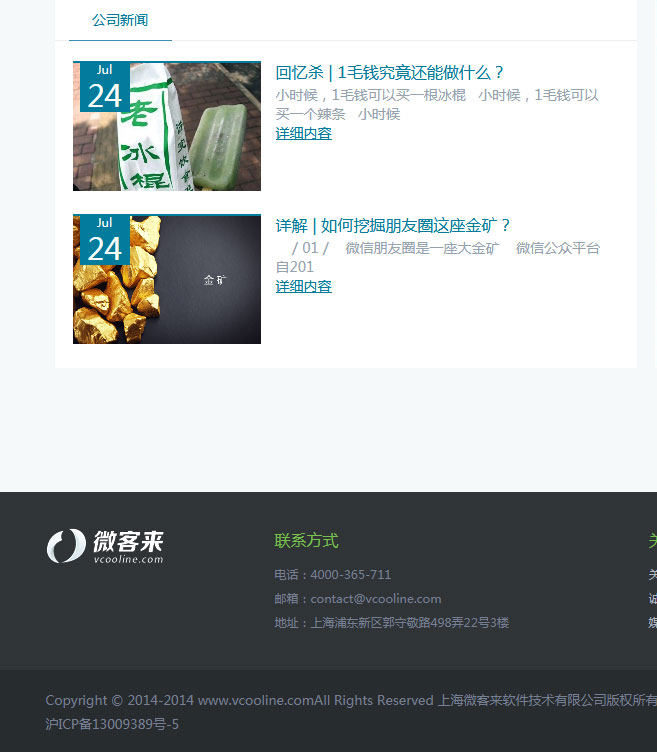 公司新闻
Jul
24
老冰棍
回忆杀 | 1毛钱究竟还能做什么？
小时候，1毛钱可以买一根冰棍 小时候，1毛钱可以
买一个辣条 小时候
详细内容
Jul
24
金矿
详解 | 如何挖掘朋友圈这座金矿？
/ 01 / 微信朋友圈是一座大金矿 微信公众平台
自201
详细内容
微客来
vcooline.com
联系方式
电话：4000-365-711
邮箱：contact@vcooline.com
地址：上海浦东新区郭守敬路498弄22号3楼
关
诚
媒
Copyright © 2014-2014 www.vcooline.comAll Rights Reserved 上海微客来软件技术有限公司版权所有
沪ICP备13009389号-5